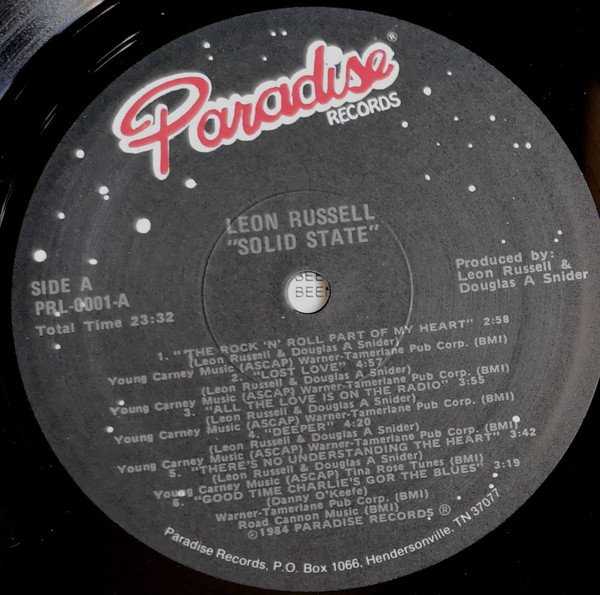 Paradise ®
RECORDS
LEON RUSSELL
"SOLID STATE"
SIDE A
PRL-0001-A
Total Time 23:32
Produced by:
Leon Russell &
Douglas A Snider
BEE
BEE
1. "THE ROCK 'N' ROLL PART OF MY HEART" 2:58
(Leon Russell & Douglas A Snider)
Young Carney Music (ASCAP) Warner-Tamerlane Pub Corp. (BMI)
2. "LOST LOVE" 4:57
(Leon Russell & Douglas A Snider)
Young Carney Music (ASCAP) Warner-Tamerlane Pub Corp. (BMI)
3. "ALL THE LOVE IS ON THE RADIO" 3:55
(Leon Russell & Douglas A Snider)
Young Carney Music (ASCAP) Warner-Tamerlane Pub Corp. (BMI)
4. "DEEPER" 4:20
(Leon Russell & Douglas A Snider)
Young Carney Music (ASCAP) Warner-Tamerlane Pub Corp. (BMI)
5. "THERE'S NO UNDERSTANDING THE HEART" 3:42
(Leon Russell & Douglas A Snider)
Young Carney Music (ASCAP) Tina Rose Tunes (BMI)
6. "GOOD TIME CHARLIE'S GOR THE BLUES" 3:19
(Danny O'Keefe)
Warner-Tamerlane Pub Corp. (BMI)
Road Cannon Music (BMI)
©1984 PARADISE RECORDS ®
Paradise Records, P.O. Box 1066, Hendersonville, TN 37077